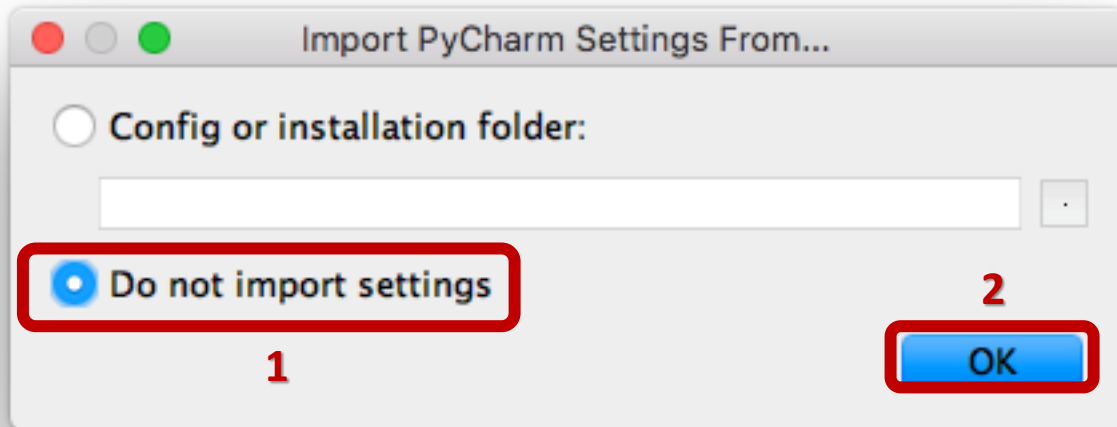 Import PyCharm Settings From...
Config or installation folder:
.
Do not import settings
2
1
OK